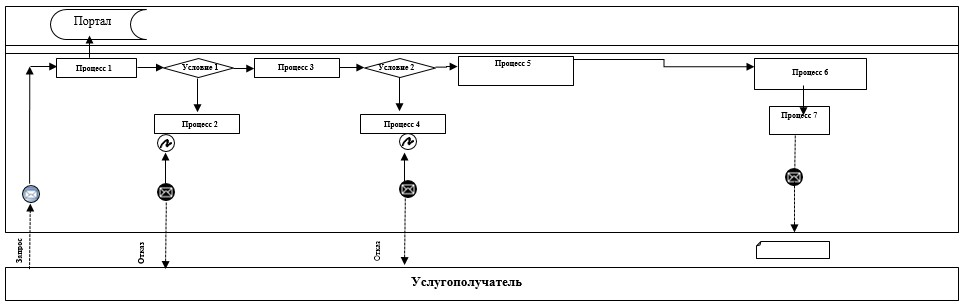 Портал
Процесс 1
Условие 1
Процесс 3
Условие 2
Процесс 5
Процесс 6
Процесс 2
Процесс 4
Процесс 7
Запрос
Отказ
Отказ
Услугополучатель